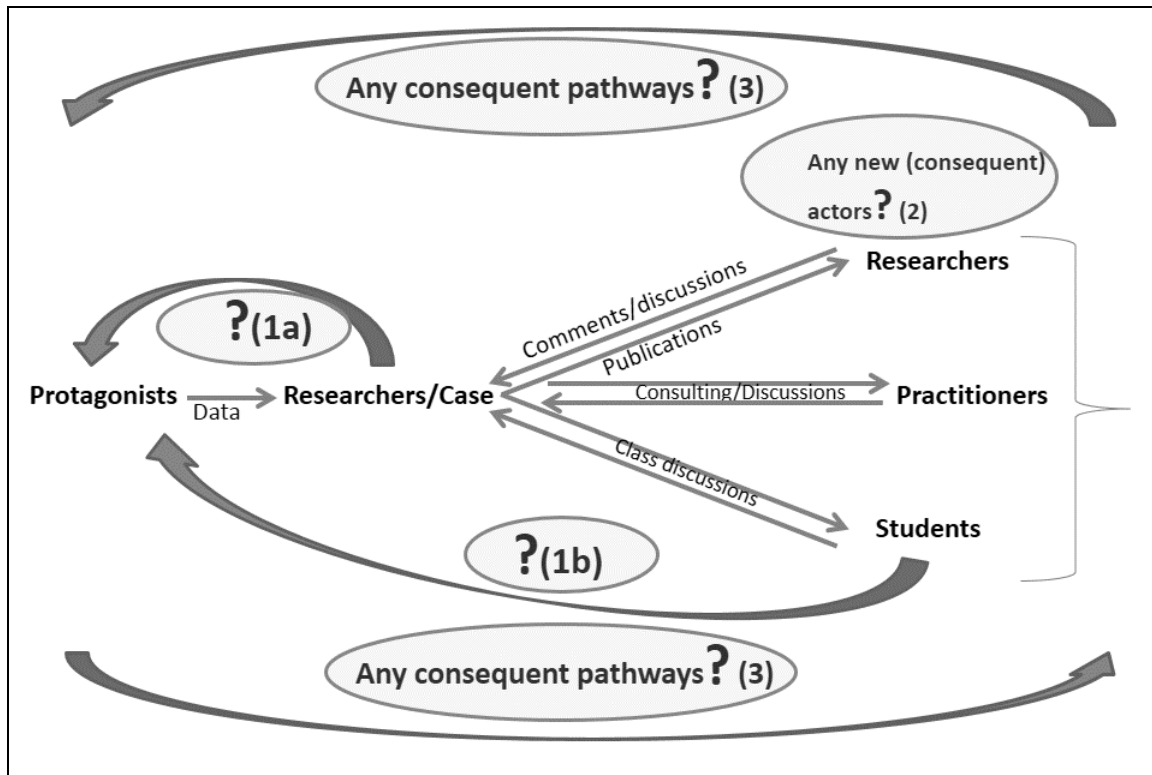 Any consequent pathways? (3)
Any new (consequent)
actors? (2)
Researchers
Comments/discussions
Publications
?(1a)
Protagonists
Data
Researchers/Case
Consulting/Discussions
Practitioners
Class discussions
Students
?(1b)
Any consequent pathways? (3)